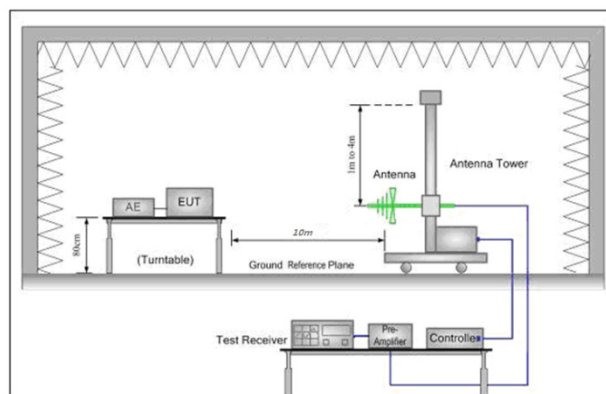 1m to 4m
Antenna
Antenna Tower
AE
EUT
10m
80cm
(Turntable)
Ground Reference Plane
Test Receiver
Pre-
Amplifier
Controller